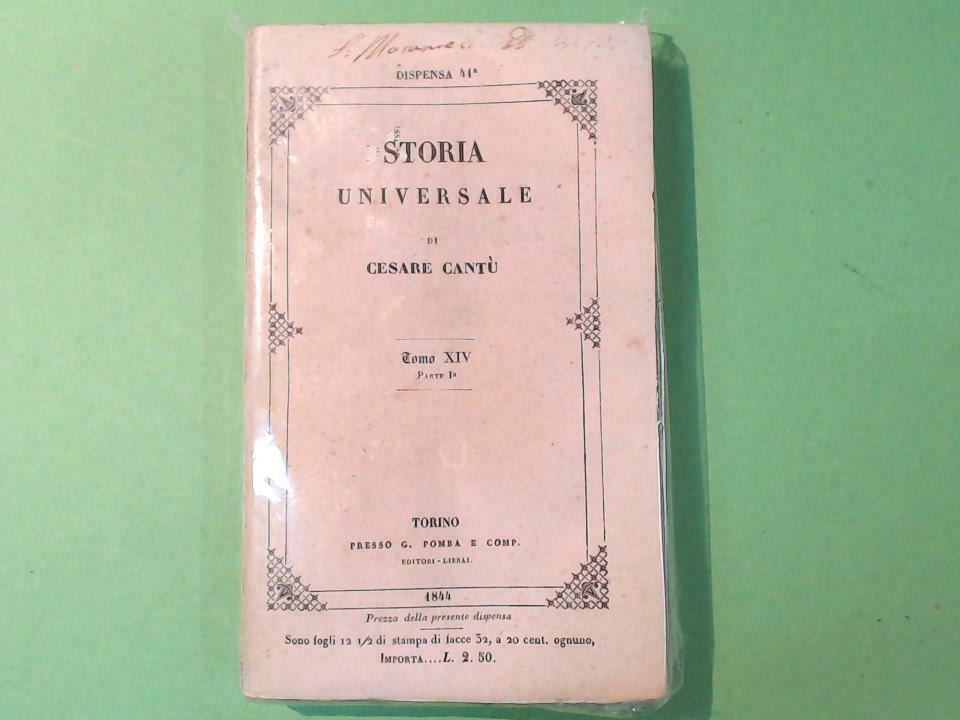 DISPENSA 41ª
STORIA
UNIVERSALE
DI
CESARE CANTÙ
Tomo XIV
PARTE Iª
TORINO
PRESSO G. POMBA E COMP.
EDITORI-LIBRAI.
1844
Prezzo della presente dispensa
Sono fogli 12 1/2 di stampa di facce 32, a 20 cent. ognuno,
IMPORTA....L. 2. 50.